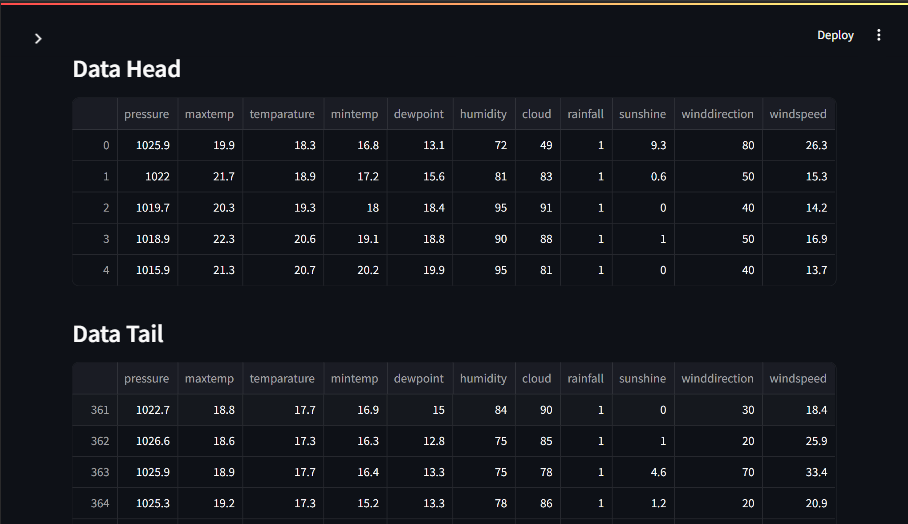 Deploy
Data Head
pressure maxtemp temparature mintemp dewpoint humidity cloud rainfall sunshine winddirection windspeed
0 1025.9 19.9 18.3 16.8 13.1 72 49 1 9.3 80 26.3
1 1022 21.7 18.9 17.2 15.6 81 83 1 0.6 50 15.3
2 1019.7 20.3 19.3 18 18.4 95 91 1 0 40 14.2
3 1018.9 22.3 20.6 19.1 18.8 90 88 1 1 50 16.9
4 1015.9 21.3 20.7 20.2 19.9 95 81 1 0 40 13.7
Data Tail
pressure maxtemp temparature mintemp dewpoint humidity cloud rainfall sunshine winddirection windspeed
361 1022.7 18.8 17.7 16.9 15 84 90 1 0 30 18.4
362 1026.6 18.6 17.3 16.3 12.8 75 85 1 1 20 25.9
363 1025.9 18.9 17.7 16.4 13.3 75 78 1 4.6 70 33.4
364 1025.3 19.2 17.3 15.2 13.3 78 86 1 1.2 20 20.9